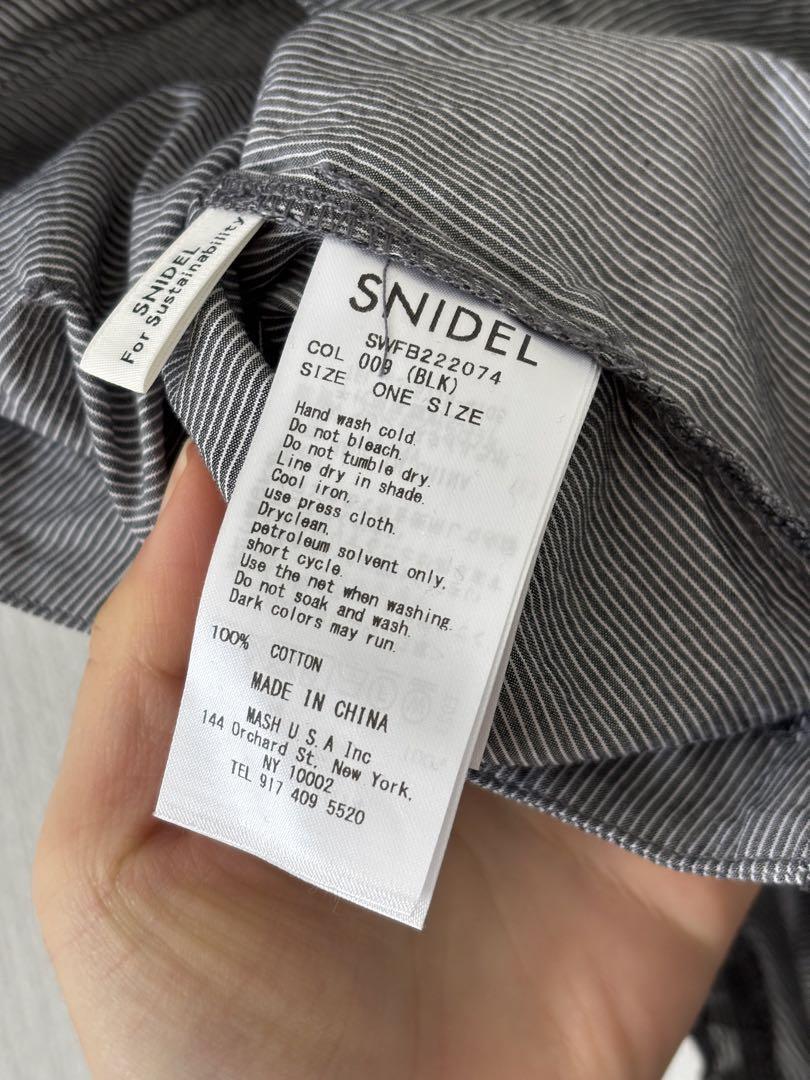 SNIDEL
For Sustainability
SNIDEL
SWFB222074
COL 009 (BLK)
SIZE ONE SIZE
Hand wash cold.
Do not bleach.
Do not tumble dry.
Line dry in shade.
Cool iron,
use press cloth.
Dryclean,
petroleum solvent only,
short cycle.
Use the net when washing.
Do not soak and wash.
Dark colors may run.
100% COTTON
MADE IN CHINA
MASH U S A Inc
144 Orchard St, New York,
NY 10002
TEL 917 409 5520